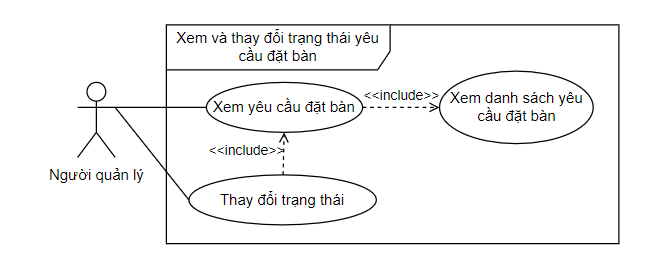 Xem và thay đổi trạng thái yêu
cầu đặt bàn
<<include>>
Xem yêu cầu đặt bàn
Xem danh sách yêu
cầu đặt bàn
<<include>>
Người quản lý
Thay đổi trạng thái